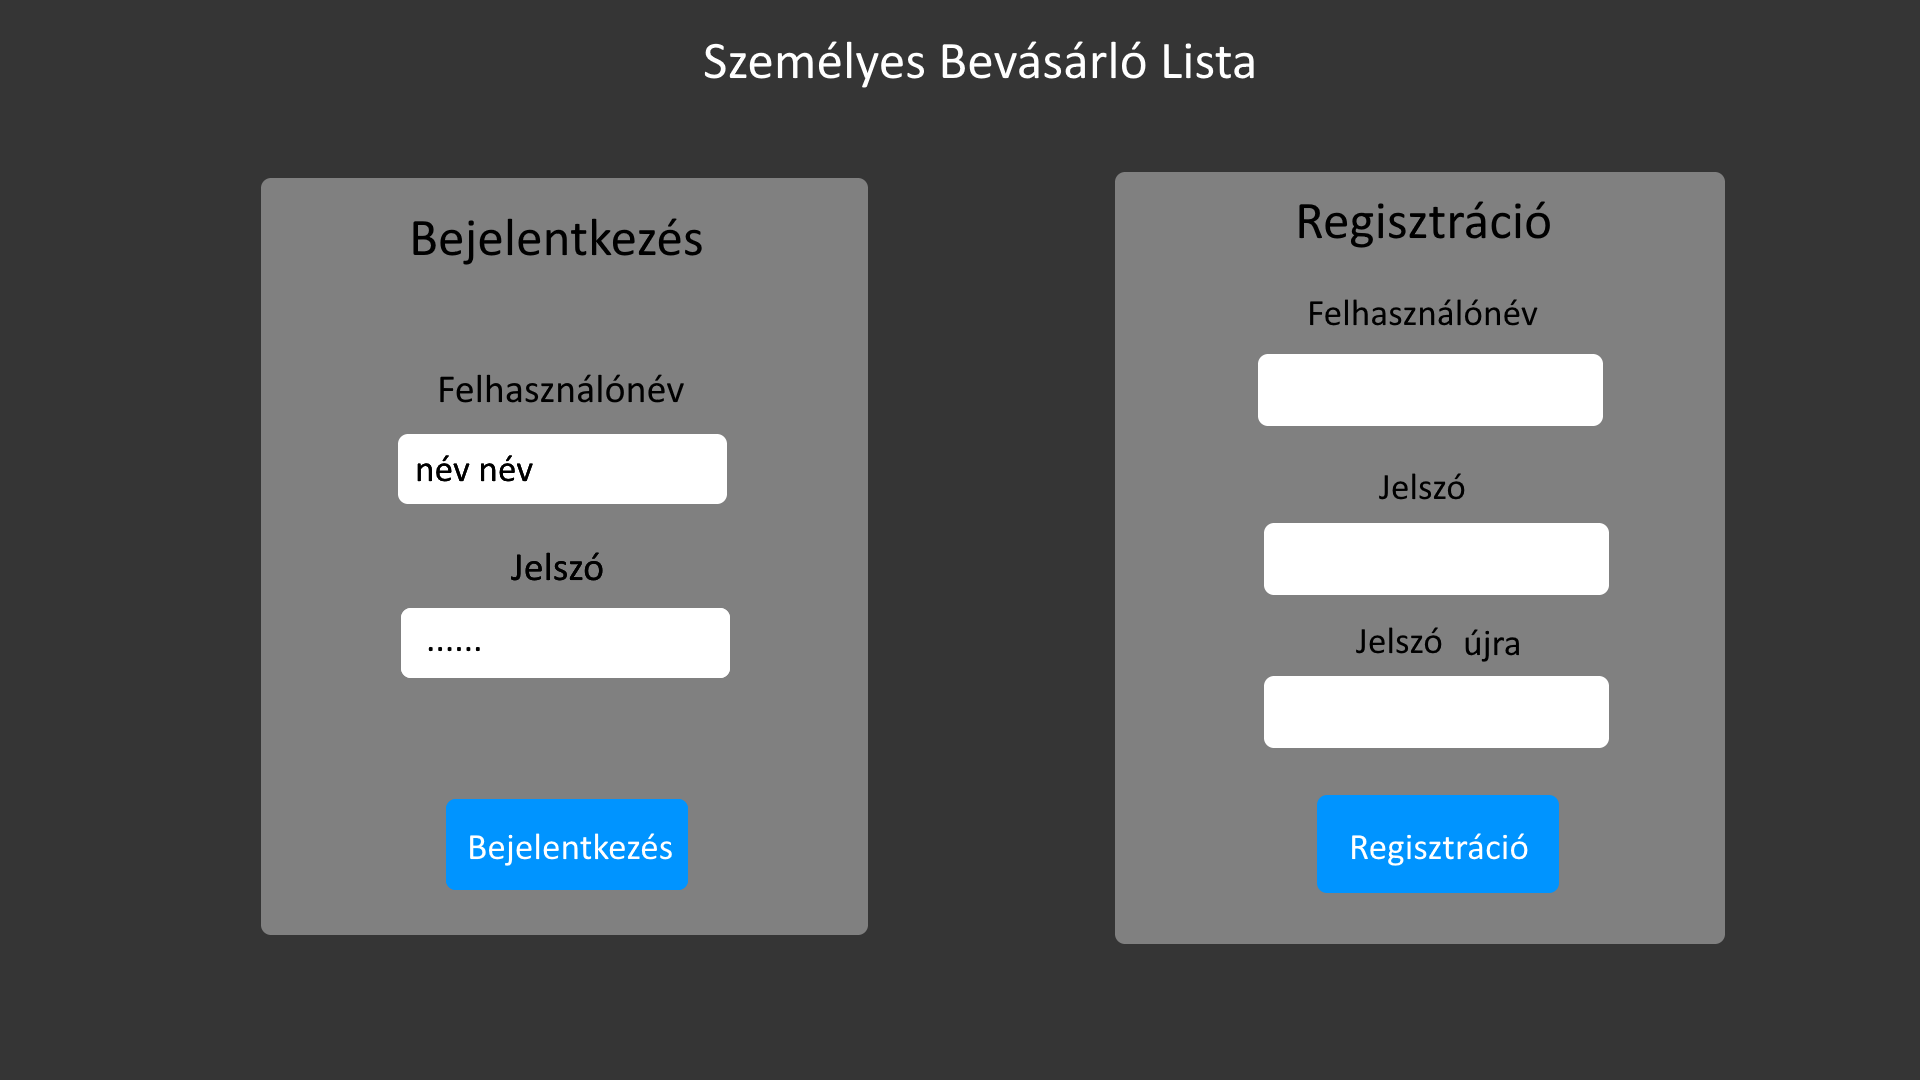 Személyes Bevásárló Lista
Bejelentkezés
Felhasználónév
név név
Jelszó
......
Bejelentkezés
Regisztráció
Felhasználónév
Jelszó
Jelszó újra
Regisztráció